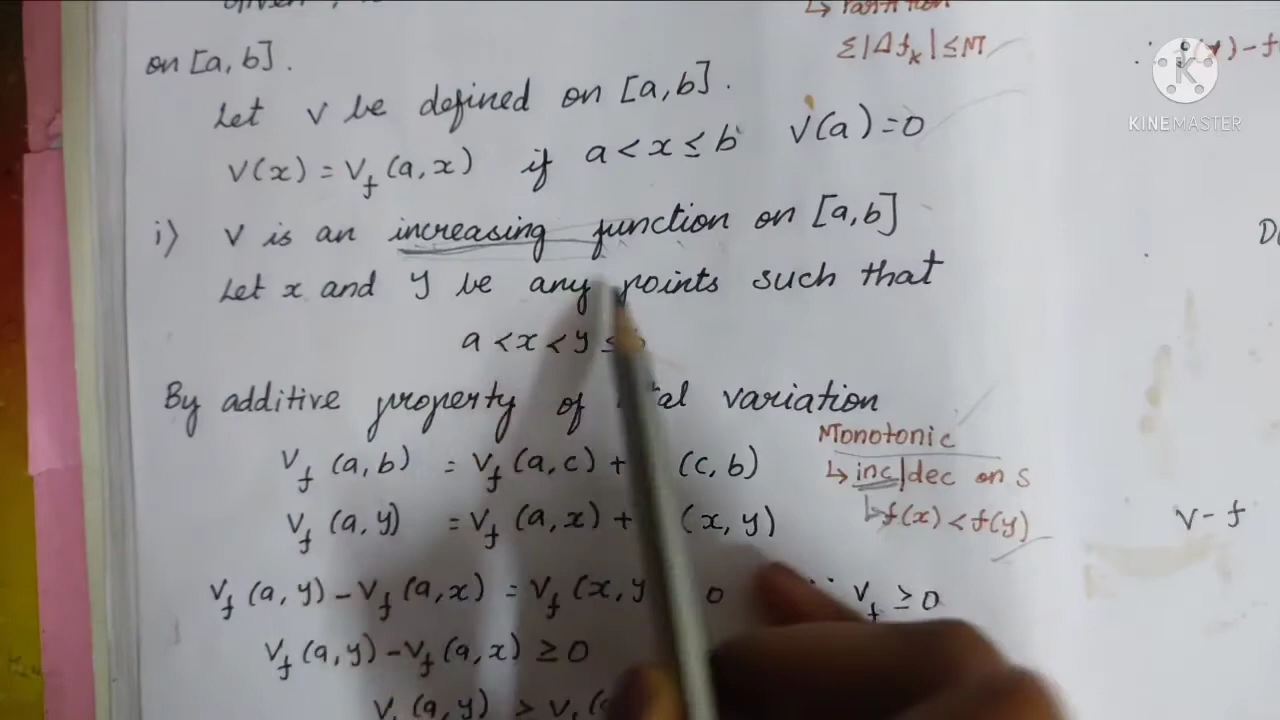 ↳ Partition
Σ|Δf_k| ≤ M
on [a, b].
Let V be defined on [a, b].
V(x) = V_f (a, x) if a < x ≤ b V(a) = 0
i) V is an increasing function on [a, b]
Let x and y be any points such that
a < x < y ≤
By additive property of variation
V_f (a, b) = V_f (a, c) + (c, b)
V_f (a, y) = V_f (a, x) + (x, y)
V_f (a, y) - V_f (a, x) = V_f (x, y 0 ∵ V_f ≥ 0
V_f (a, y) - V_f (a, x) ≥ 0
Monotonic
↳ inc/dec on S
↳ f(x) < f(y)
V - f
KINEMASTER